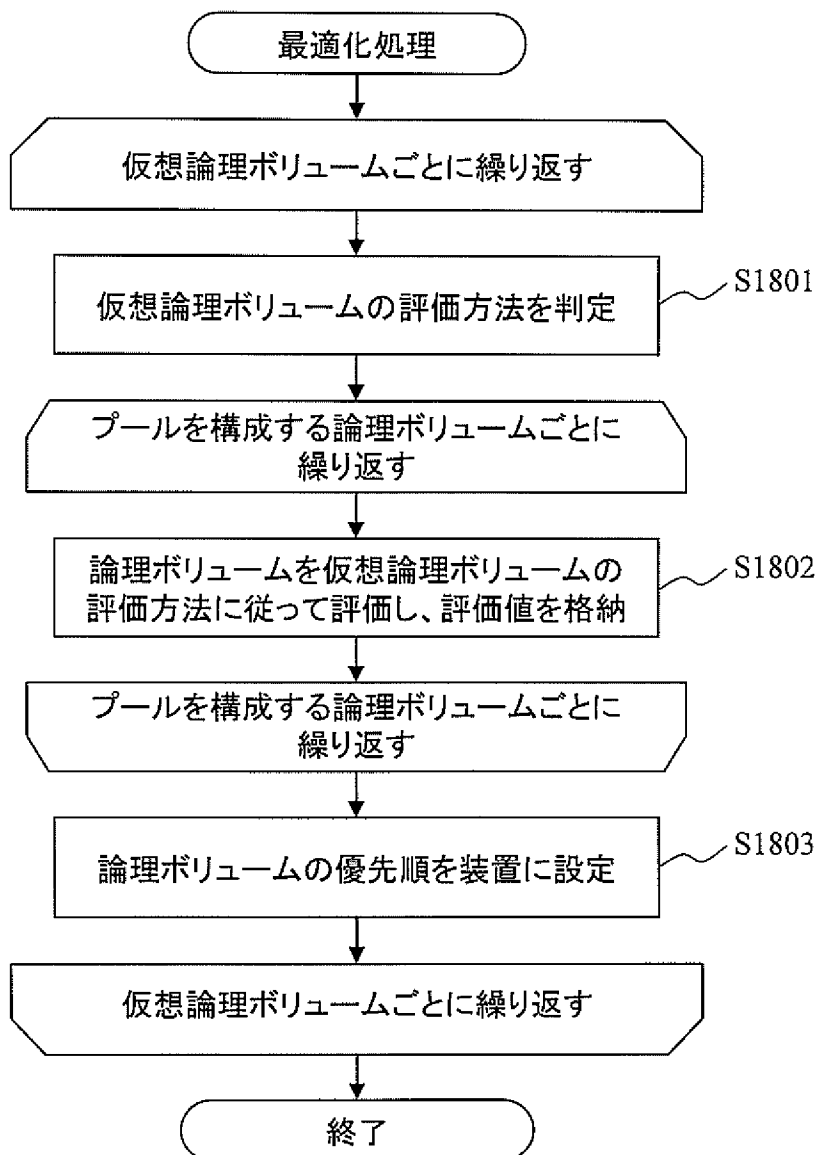 最適化処理
仮想論理ボリュームごとに繰り返す
仮想論理ボリュームの評価方法を判定
S1801
プールを構成する論理ボリュームごとに
繰り返す
論理ボリュームを仮想論理ボリュームの
評価方法に従って評価し、評価値を格納
S1802
プールを構成する論理ボリュームごとに
繰り返す
論理ボリュームの優先順を装置に設定
S1803
仮想論理ボリュームごとに繰り返す
終了